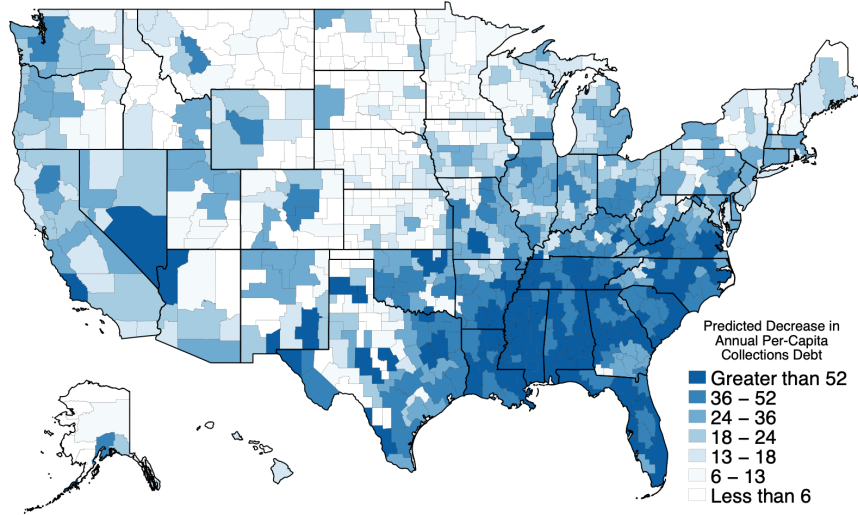 Predicted Decrease in
Annual Per-Capita
Collections Debt
Greater than 52
36 – 52
24 – 36
18 – 24
13 – 18
6 – 13
Less than 6